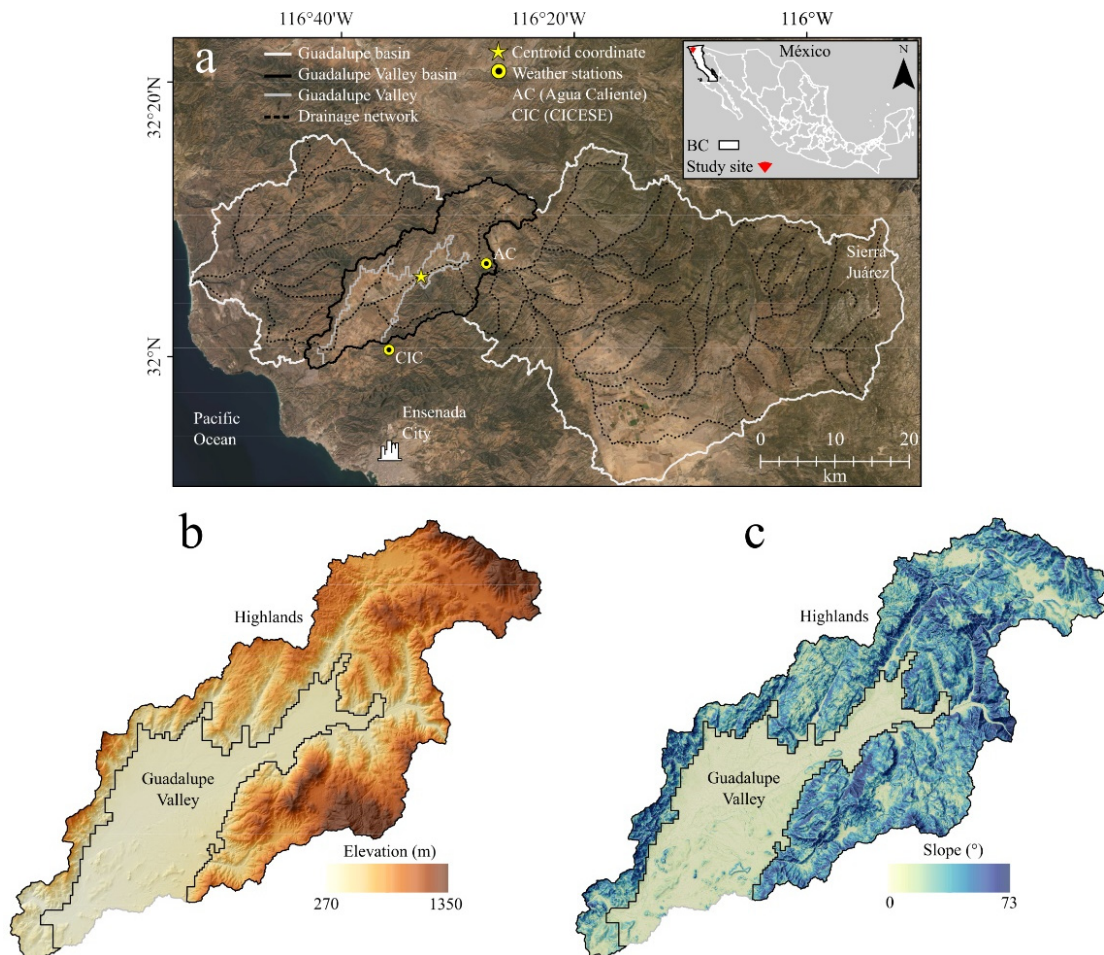 116°40'W
116°20'W
116°W
a
Guadalupe basin
Guadalupe Valley basin
Guadalupe Valley
Drainage network
Centroid coordinate
Weather stations
AC (Agua Caliente)
CIC (CICESE)
México
N
BC
Study site
32°20'N
32°N
AC
CIC
Sierra
Juárez
Pacific
Ocean
Ensenada
City
0 10 20
km
b
Highlands
Guadalupe
Valley
Elevation (m)
270 1350
c
Highlands
Guadalupe
Valley
Slope (°)
0 73